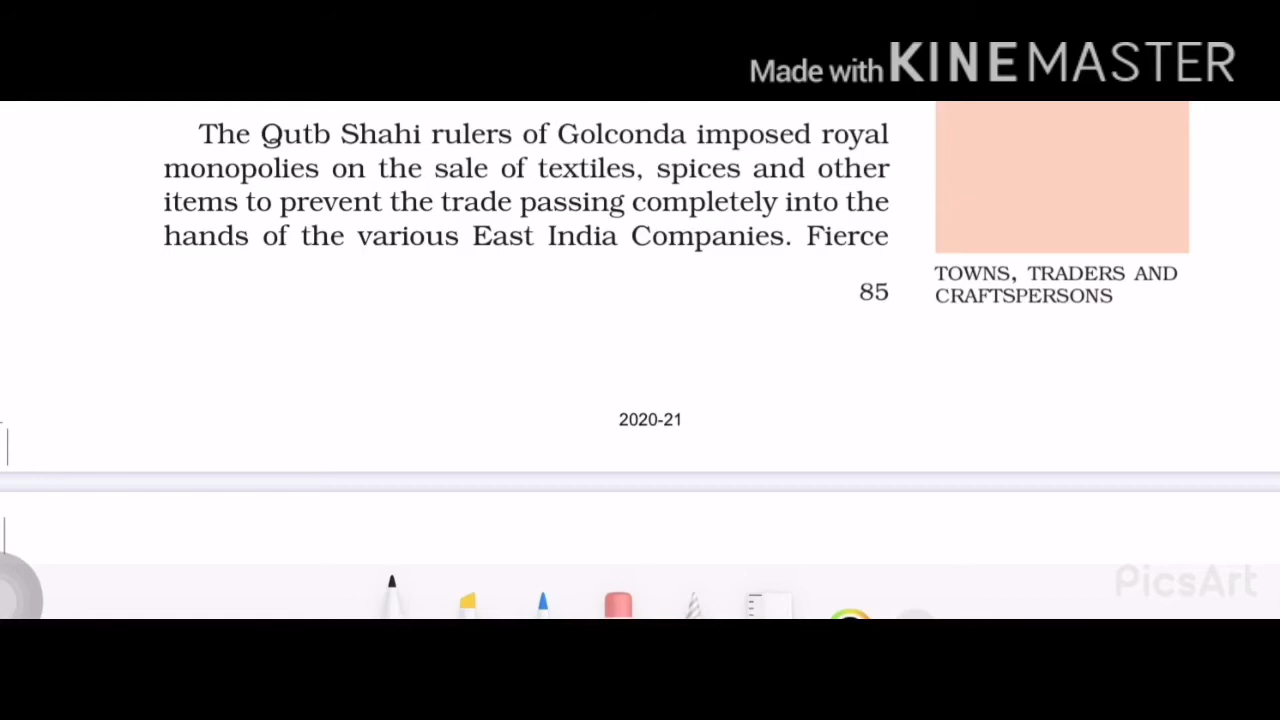 Made with KINEMASTER
The Qutb Shahi rulers of Golconda imposed royal
monopolies on the sale of textiles, spices and other
items to prevent the trade passing completely into the
hands of the various East India Companies. Fierce
85
TOWNS, TRADERS AND
CRAFTSPERSONS
2020-21
PicsArt